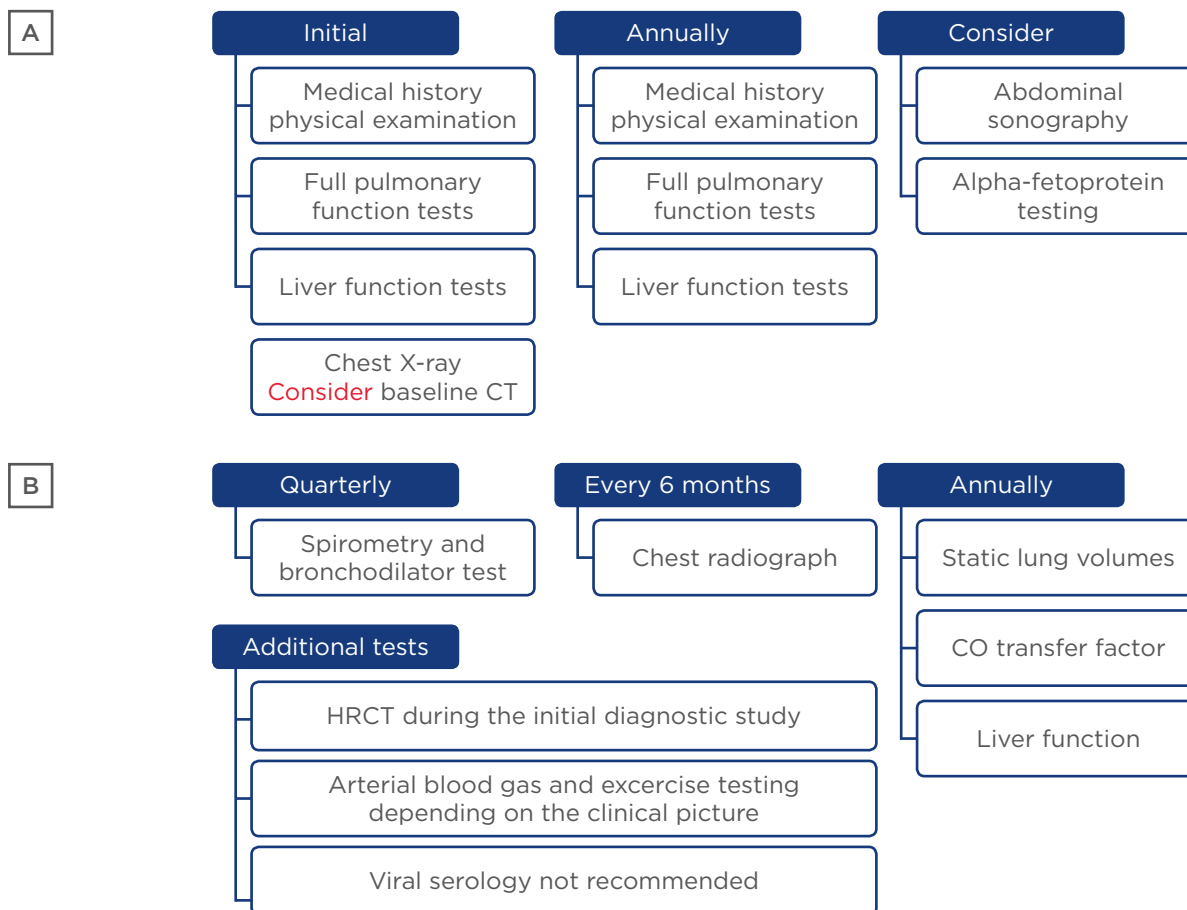 A
Initial
Medical history
physical examination
Full pulmonary
function tests
Liver function tests
Chest X-ray
Consider baseline CT
Annually
Medical history
physical examination
Full pulmonary
function tests
Liver function tests
Consider
Abdominal
sonography
Alpha-fetoprotein
testing
B
Quarterly
Spirometry and
bronchodilator test
Every 6 months
Chest radiograph
Annually
Static lung volumes
CO transfer factor
Liver function
Additional tests
HRCT during the initial diagnostic study
Arterial blood gas and excercise testing
depending on the clinical picture
Viral serology not recommended